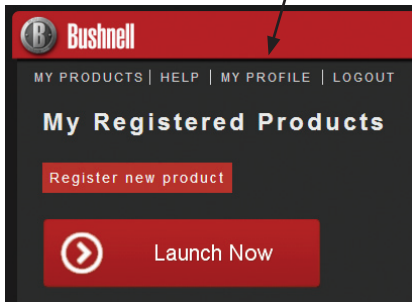 B Bushnell
MY PRODUCTS | HELP | MY PROFILE | LOGOUT
My Registered Products
Register new product
Launch Now